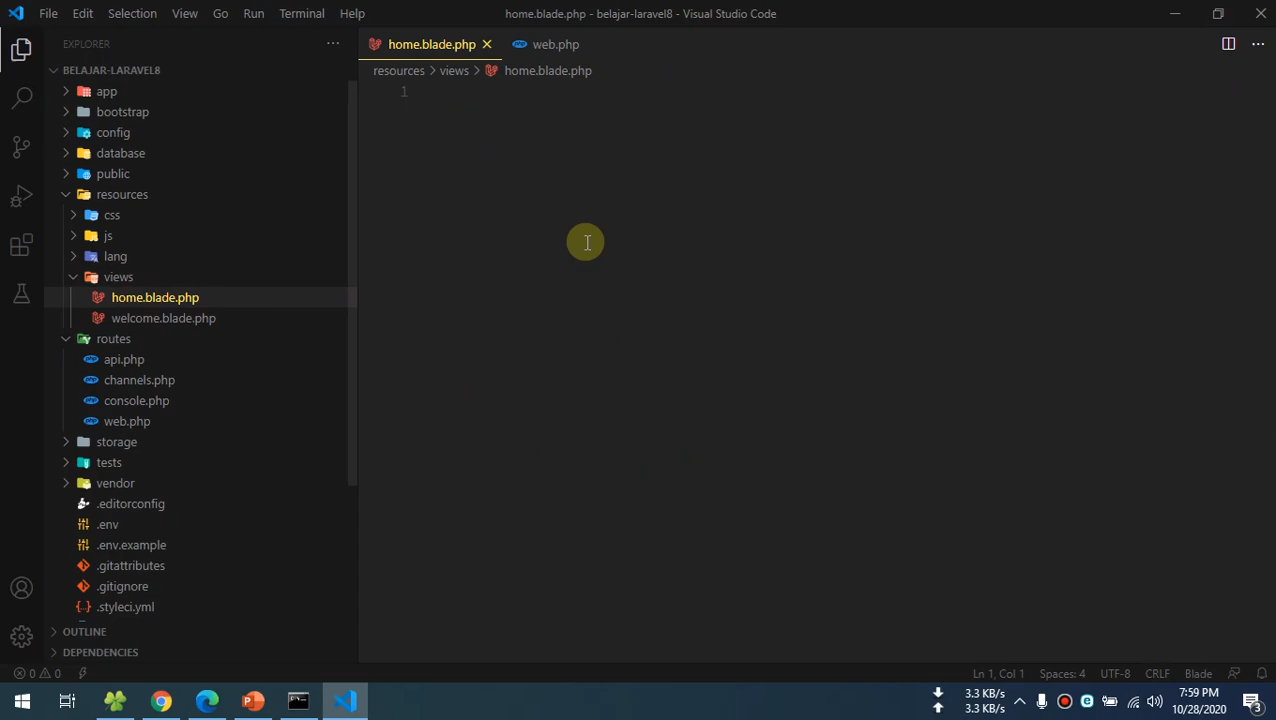 File Edit Selection View Go Run Terminal Help
home.blade.php - belajar-laravel8 - Visual Studio Code
EXPLORER
home.blade.php
web.php
BELAJAR-LARAVEL8
resources
views
home.blade.php
1
app
bootstrap
config
database
public
resources
css
js
lang
views
home.blade.php
welcome.blade.php
routes
api.php
php
channels.php
console.php
web.php
storage
tests
vendor
.editorconfig
.env
.env.example
.gitattributes
.gitignore
.styleci.yml
OUTLINE
DEPENDENCIES
0 0
Ln 1, Col 1
Spaces: 4
UTF-8
CRLF
Blade
3.3 KB/s
3.3 KB/s
7:59 PM
10/28/2020
3